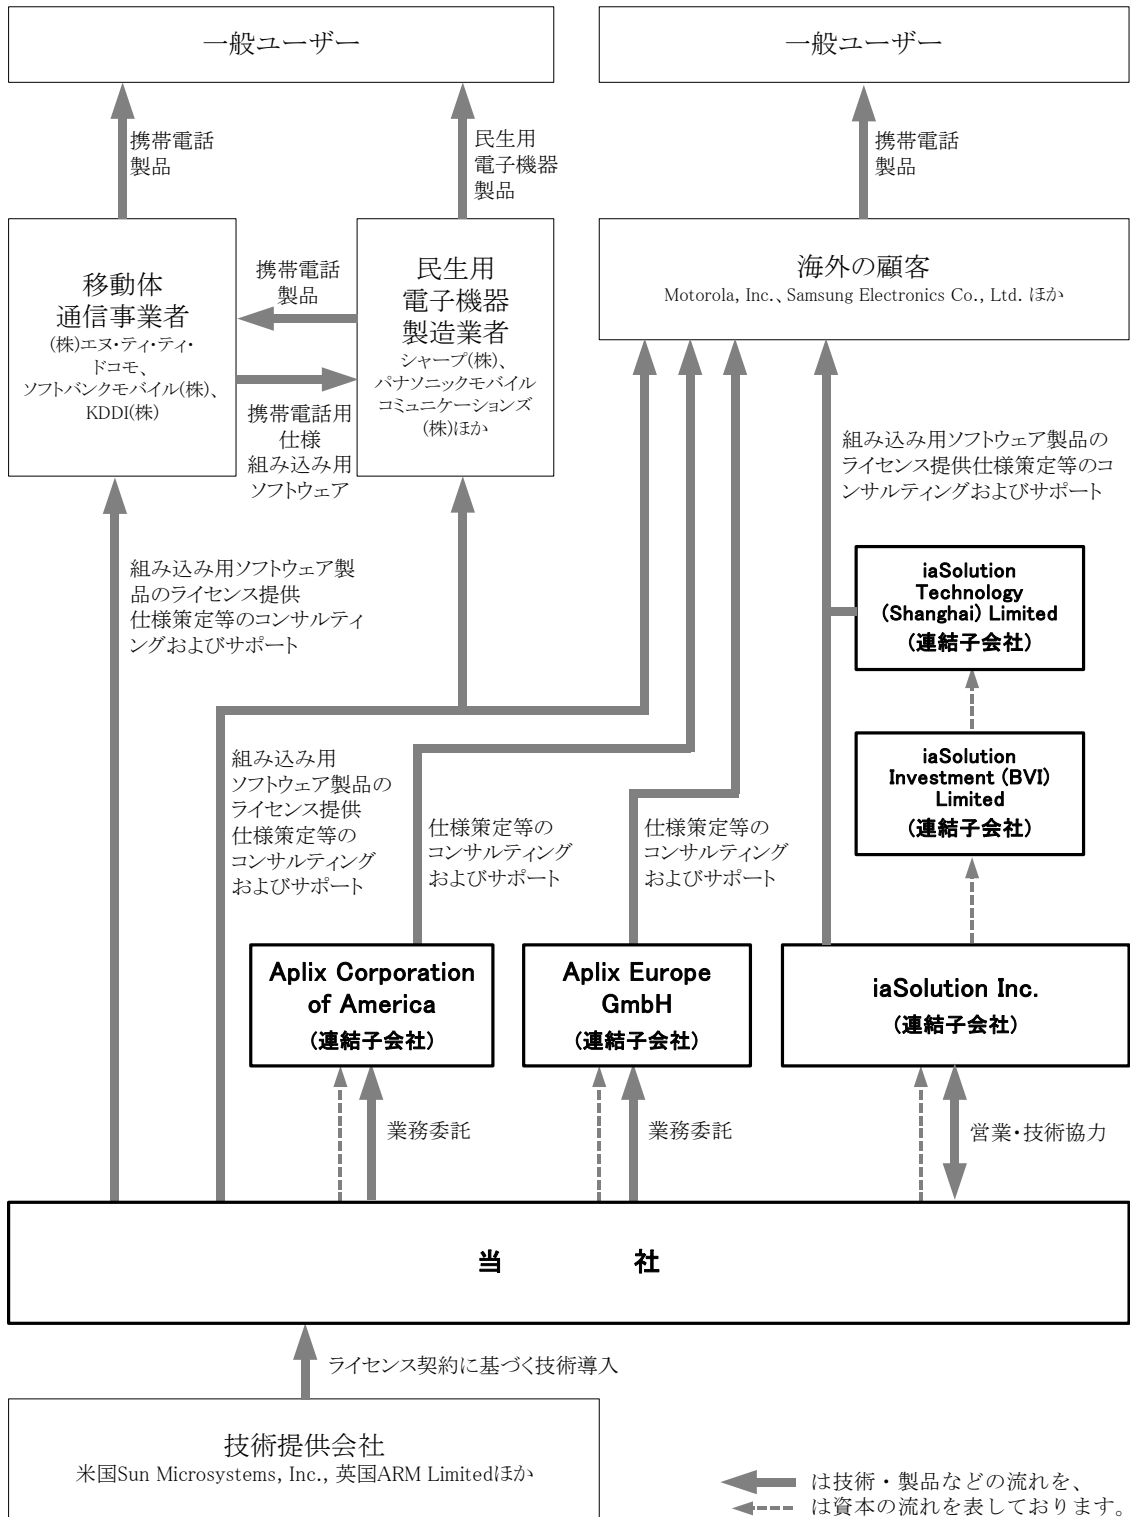 一般ユーザー
一般ユーザー
携帯電話
製品
民生用
電子機器
製品
携帯電話
製品
移動体
通信事業者
(株)エヌ・ティ・ティ・
ドコモ、
ソフトバンクモバイル(株)、
KDDI(株)
携帯電話
製品
携帯電話用
仕様
組み込み用
ソフトウェア
民生用
電子機器
製造業者
シャープ(株)、
パナソニックモバイル
コミュニケーションズ
(株)ほか
海外の顧客
Motorola, Inc.、Samsung Electronics Co., Ltd. ほか
組み込み用ソフトウェア製品の
ライセンス提供仕様策定等のコ
ンサルティングおよびサポート
組み込み用ソフトウェア製
品のライセンス提供
仕様策定等のコンサルティ
ングおよびサポート
iaSolution
Technology
(Shanghai) Limited
(連結子会社)
iaSolution
Investment (BVI)
Limited
(連結子会社)
組み込み用
ソフトウェア製品の
ライセンス提供
仕様策定等の
コンサルティング
およびサポート
仕様策定等の
コンサルティング
およびサポート
仕様策定等の
コンサルティング
およびサポート
Aplix Corporation
of America
(連結子会社)
Aplix Europe
GmbH
(連結子会社)
iaSolution Inc.
(連結子会社)
業務委託
業務委託
営業・技術協力
当 社
ライセンス契約に基づく技術導入
技術提供会社
米国Sun Microsystems, Inc., 英国ARM Limitedほか
は技術・製品などの流れを、
は資本の流れを表しております。